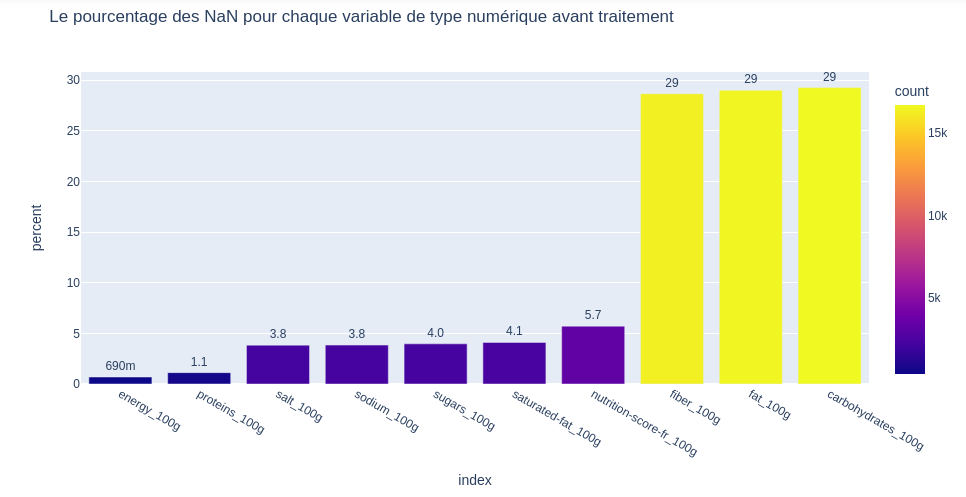 Le pourcentage des NaN pour chaque variable de type numérique avant traitement
percent
30
25
20
15
10
5
0
690m
1.1
3.8
3.8
4.0
4.1
5.7
29
29
29
energy_100g
proteins_100g
salt_100g
sodium_100g
sugars_100g
saturated-fat_100g
nutrition-score-fr_100g
fiber_100g
fat_100g
carbohydrates_100g
index
count
15k
10k
5k